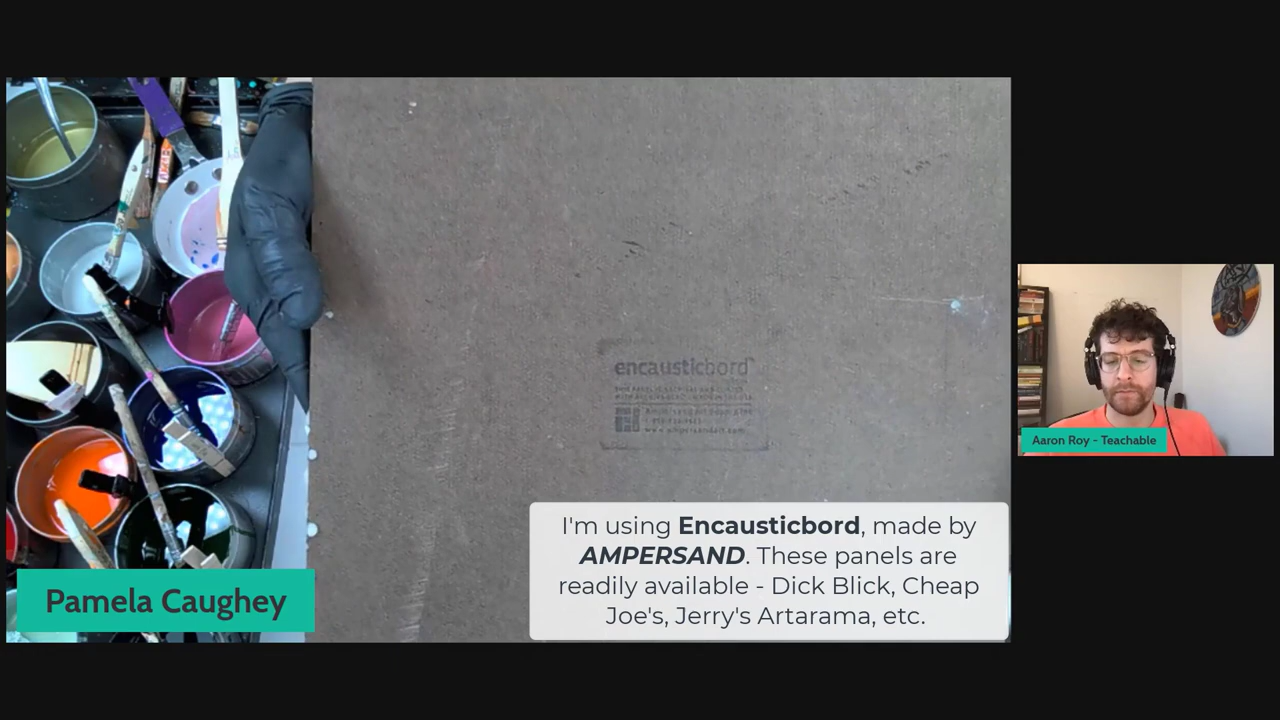 encausticbord
I'm using Encausticbord, made by
AMPERSAND. These panels are
readily available - Dick Blick, Cheap
Joe's, Jerry's Artarama, etc.
Pamela Caughey
Aaron Roy - Teachable